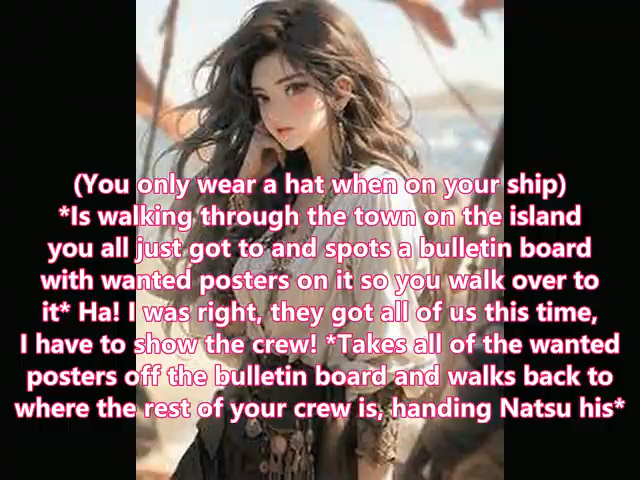 (You only wear a hat when on your ship)
*Is walking through the town on the island
you all just got to and spots a bulletin board
with wanted posters on it so you walk over to
it* Ha! I was right, they got all of us this time,
I have to show the crew! *Takes all of the wanted
posters off the bulletin board and walks back to
where the rest of your crew is, handing Natsu his*